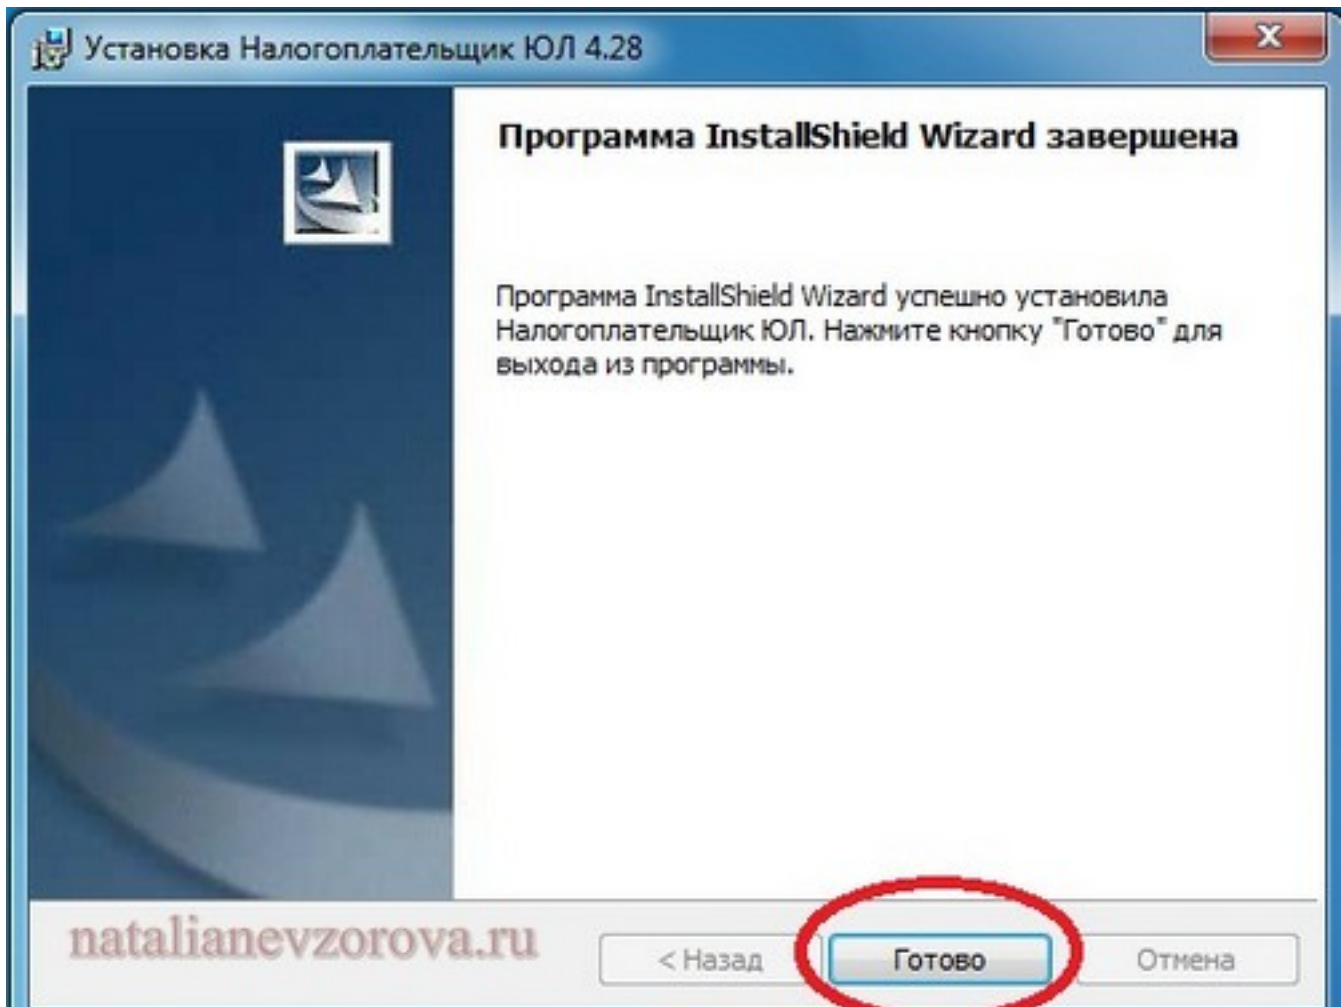 Установка Налогоплательщик ЮЛ 4.28
Программа InstallShield Wizard завершена
Программа InstallShield Wizard успешно установила
Налогоплательщик ЮЛ. Нажмите кнопку "Готово" для
выхода из программы.
natalianevzorova.ru
< Назад
Готово
Отмена